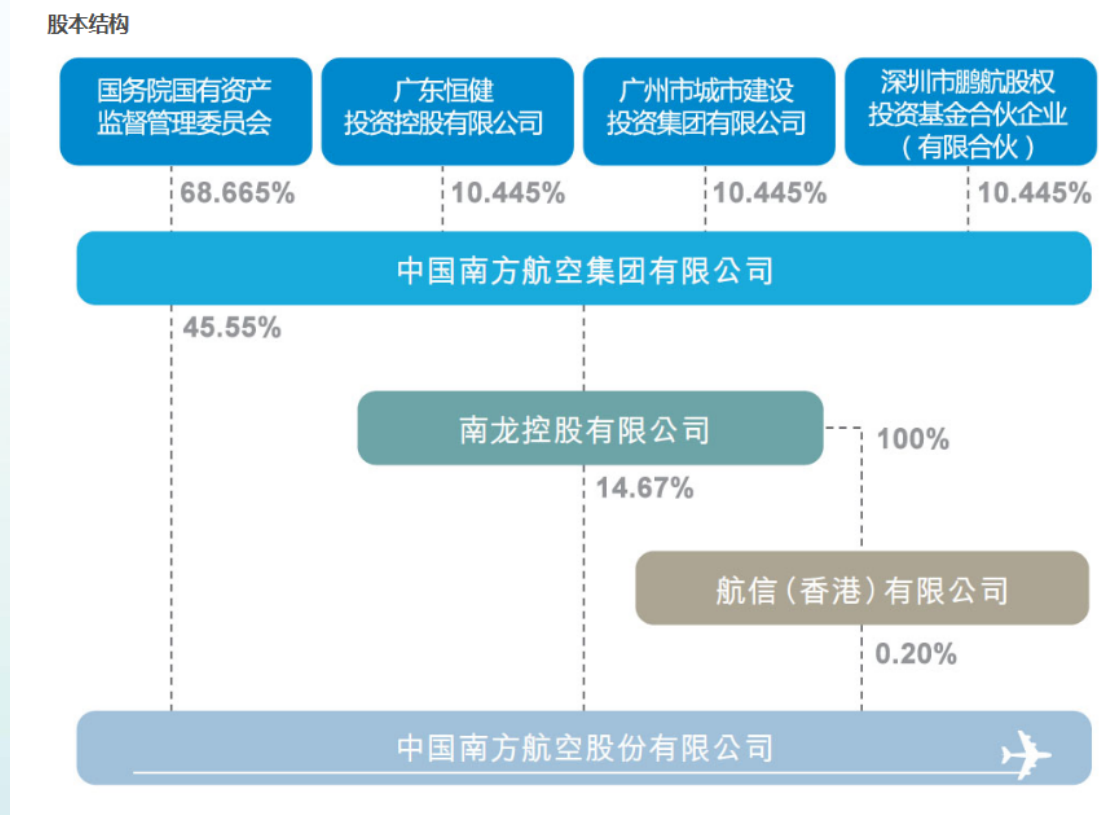 股本结构
国务院国有资产
监督管理委员会
广东恒健
投资控股有限公司
广州市城市建设
投资集团有限公司
深圳市鹏航股权
投资基金合伙企业
(有限合伙)
68.665%
10.445%
10.445%
10.445%
中国南方航空集团有限公司
45.55%
南龙控股有限公司
100%
14.67%
航信(香港)有限公司
0.20%
中国南方航空股份有限公司